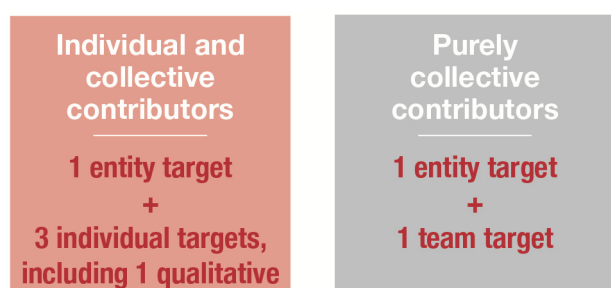 Individual and
collective
contributors
1 entity target
+
3 individual targets,
including 1 qualitative
Purely
collective
contributors
1 entity target
+
1 team target